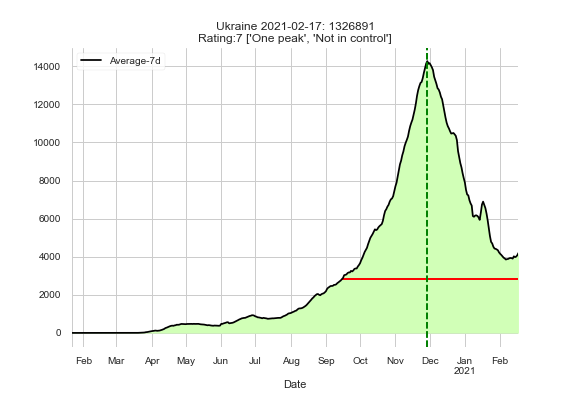 Ukraine 2021-02-17: 1326891
Rating:7 ['One peak', 'Not in control']
Average-7d
14000
12000
10000
8000
6000
4000
2000
0
Feb Mar Apr May Jun Jul Aug Sep Oct Nov Dec Jan Feb
2021
Date